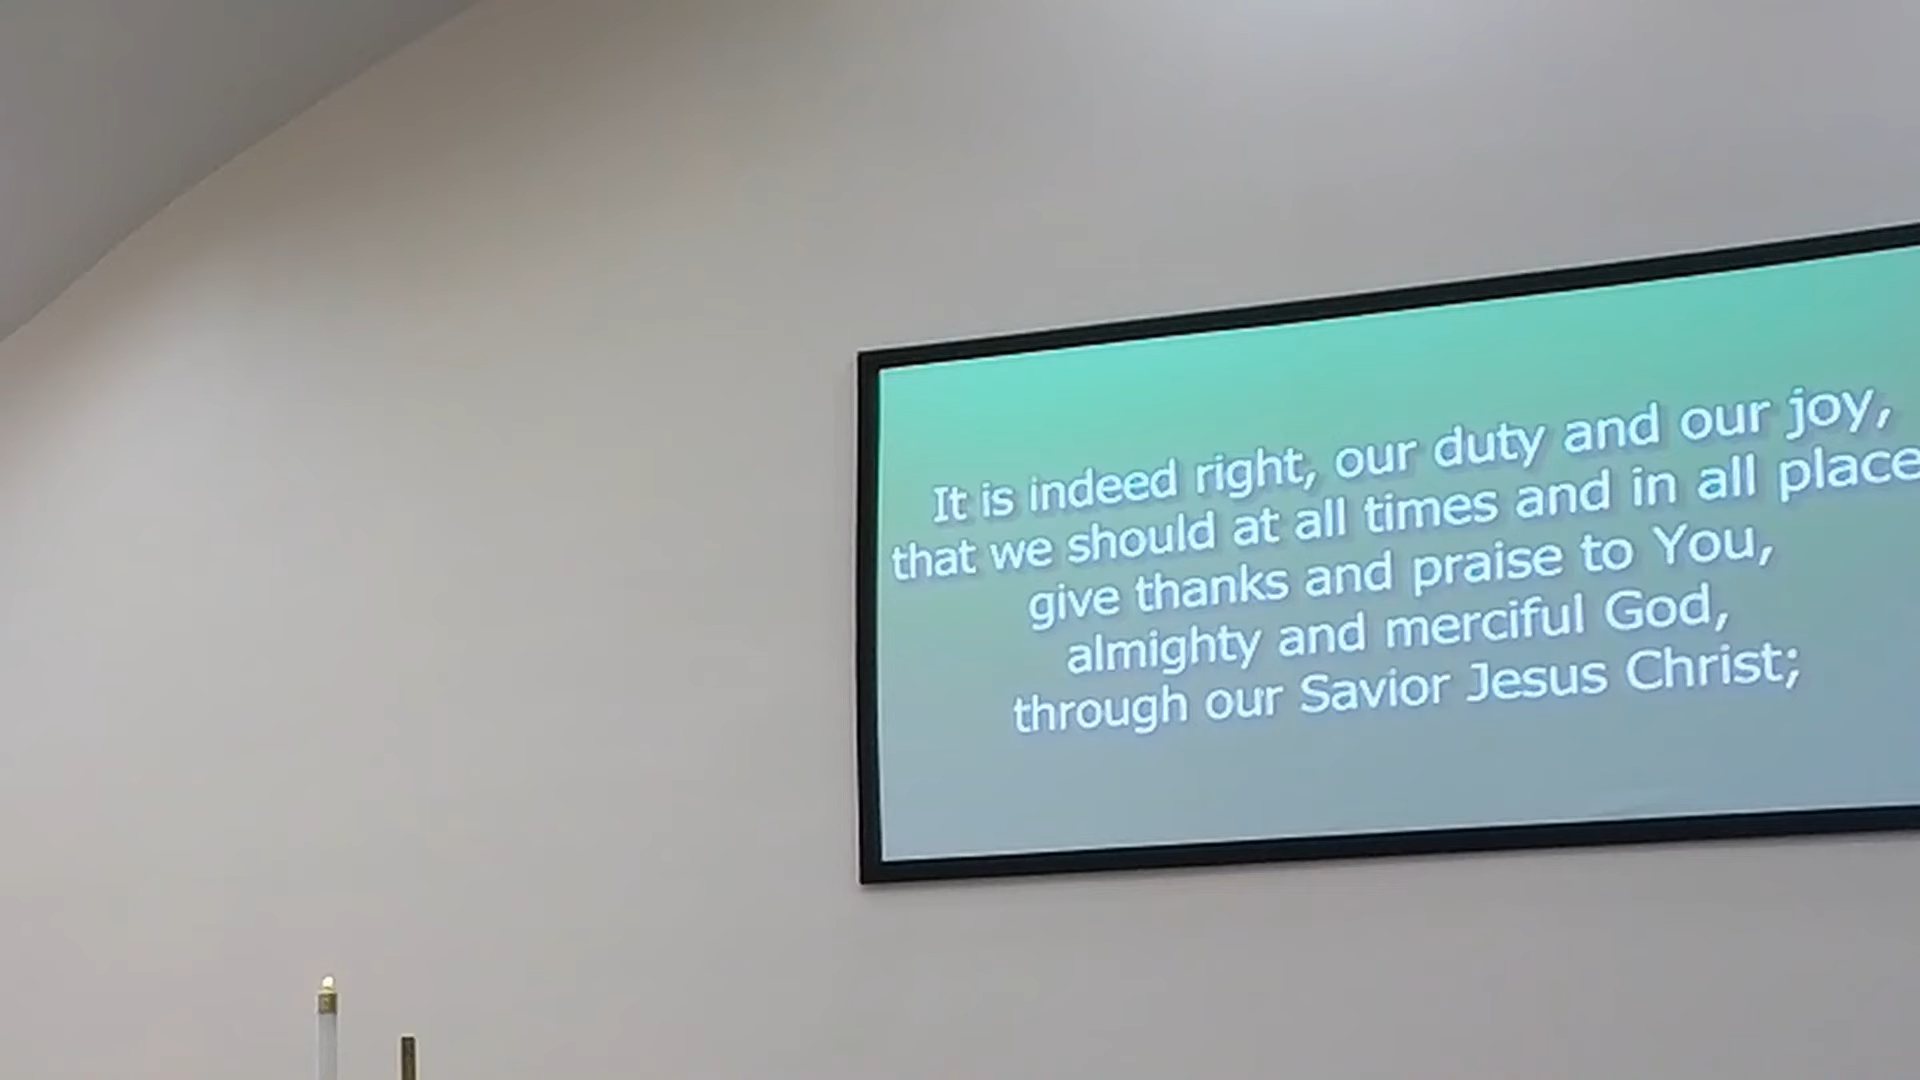 It is indeed right, our duty and our joy,
that we should at all times and in all place
give thanks and praise to You,
almighty and merciful God,
through our Savior Jesus Christ;